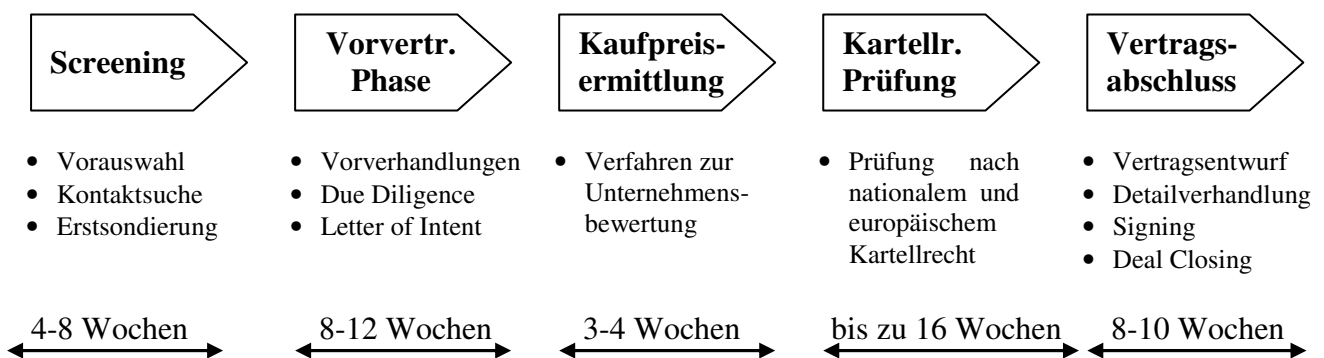 Screening
Vorvertr.
Phase
Kaufpreis-
ermittlung
Kartellr.
Prüfung
Vertrags-
abschluss
• Vorauswahl
• Kontaktsuche
• Erstsondierung
• Vorverhandlungen
• Due Diligence
• Letter of Intent
• Verfahren zur
Unternehmens-
bewertung
• Prüfung nach
nationalem und
europäischem
Kartellrecht
• Vertragsentwurf
• Detailverhandlung
• Signing
• Deal Closing
4-8 Wochen
8-12 Wochen
3-4 Wochen
bis zu 16 Wochen
8-10 Wochen